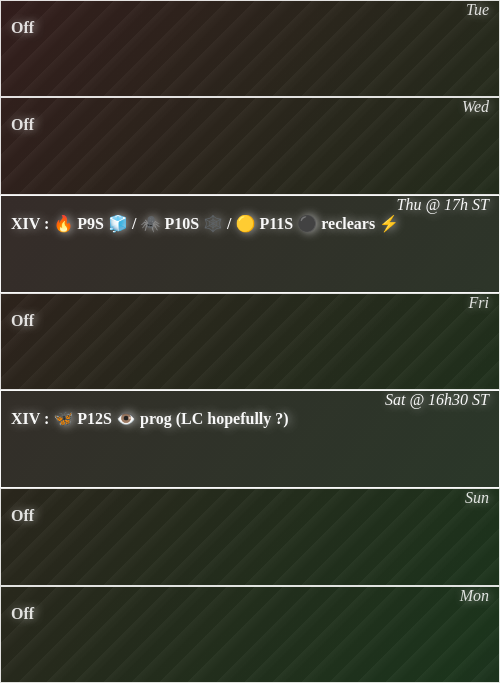 Tue
Off
Wed
Off
Thu @ 17h ST
XIV : 🔥 P9S 🧊 / 🕷️ P10S 🕸️ / 🟡 P11S ⚫ reclears ⚡
Fri
Off
Sat @ 16h30 ST
XIV : 🦋 P12S 👁️ prog (LC hopefully ?)
Sun
Off
Mon
Off